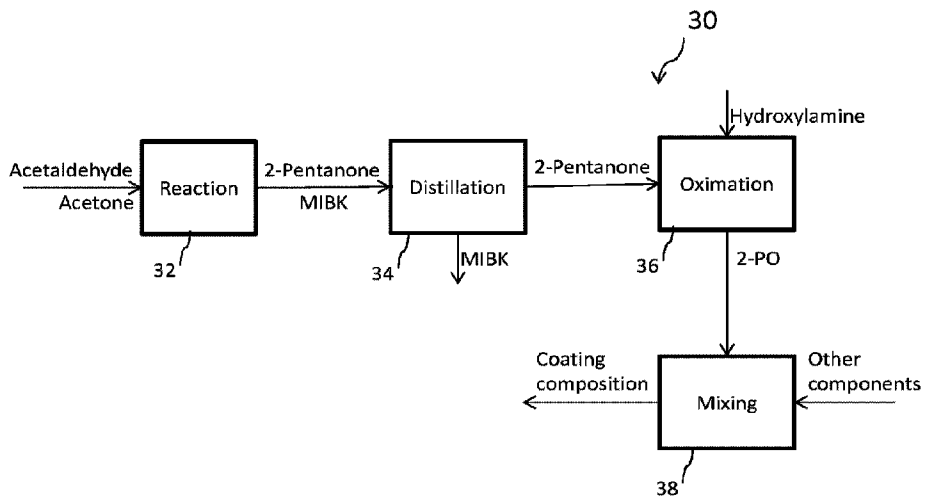 30
Hydroxylamine
Acetaldehyde
Acetone
Reaction
2-Pentanone
MIBK
Distillation
2-Pentanone
Oximation
32
34
MIBK
36
2-PO
Coating
composition
Mixing
Other
components
38